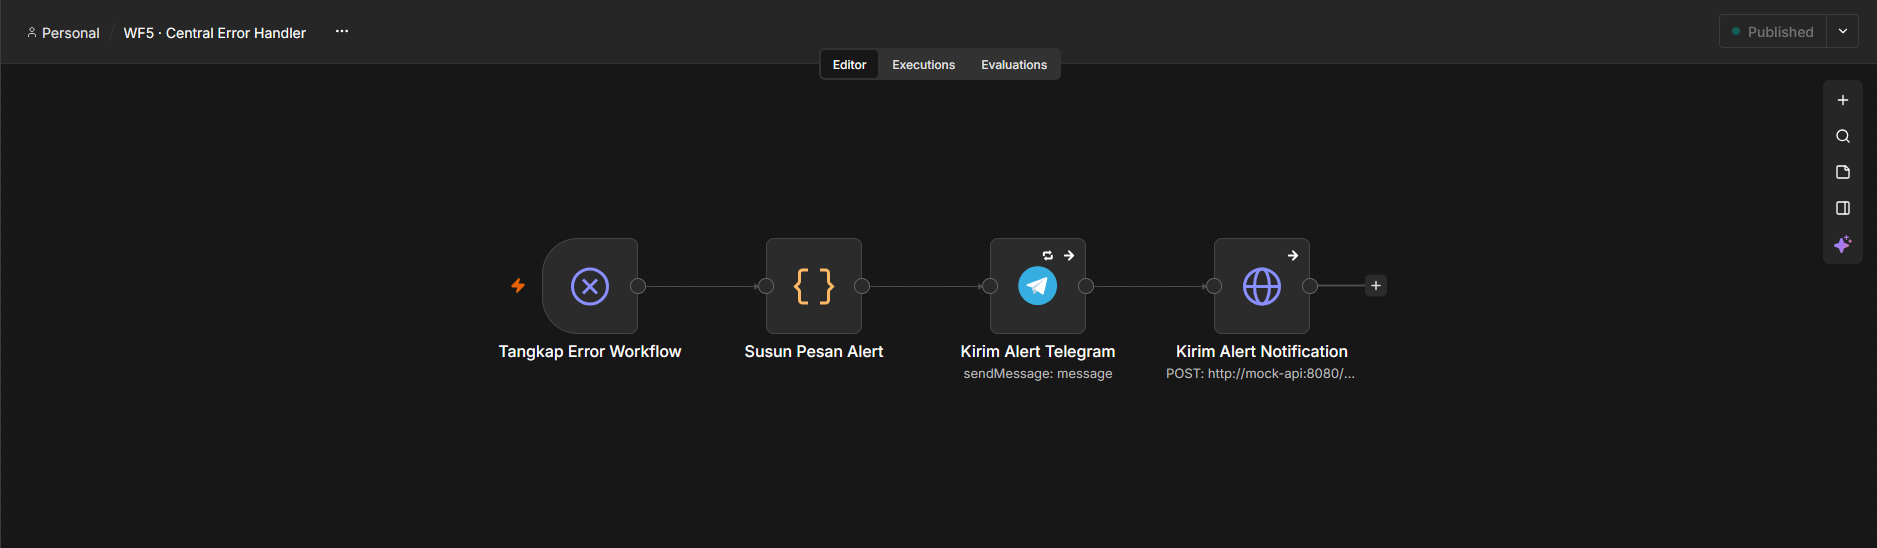 Personal / WF5 · Central Error Handler ...
Published
Editor Executions Evaluations
Tangkap Error Workflow
Susun Pesan Alert
Kirim Alert Telegram
sendMessage: message
Kirim Alert Notification
POST: http://mock-api:8080/...